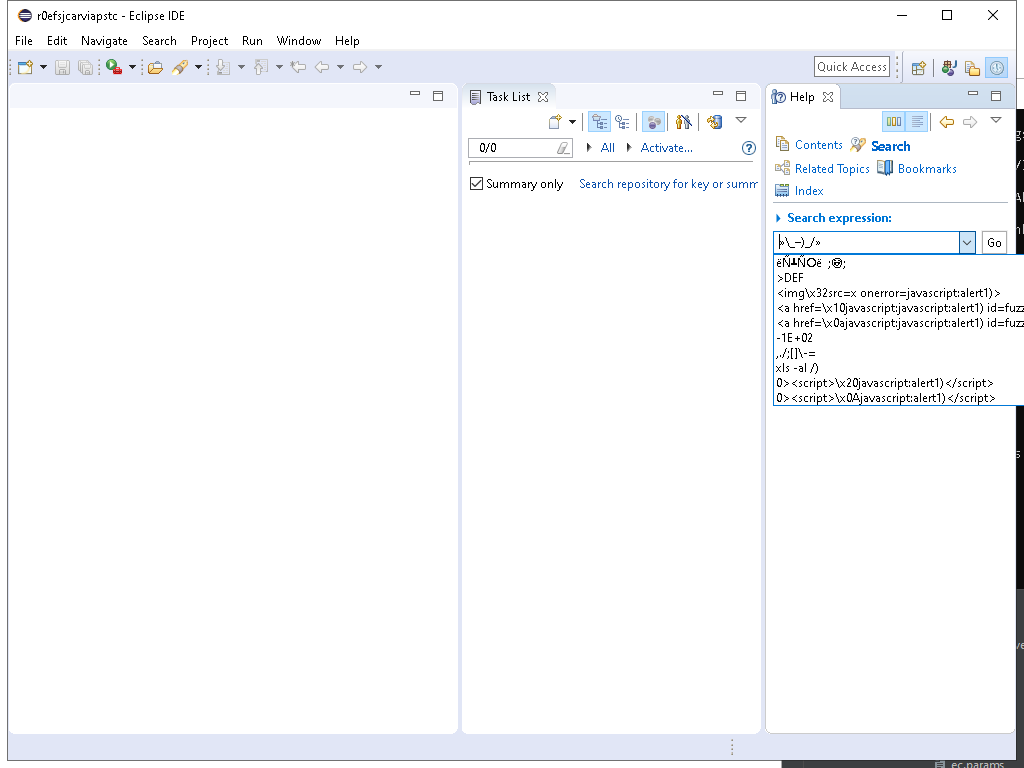 r0efsjcarviapstc - Eclipse IDE
File Edit Navigate Search Project Run Window Help
Quick Access
Task List
Help
0/0
All
Activate...
Summary only
Search repository for key or summ
Contents
Search
Related Topics
Bookmarks
Index
Search expression:
»\_–)_/»
Go
>DEF
<img\x32src=x onerror=javascript:alert1)>
<a href=\x10javascript:javascript:alert1) id=fuzz
<a href=\x0ajavascript:javascript:alert1) id=fuzz
-1E+02
,./;[]\-=
xls -al /)
0><script>\x20javascript:alert1)</script>
0><script>\x0Ajavascript:alert1)</script>
ec.params